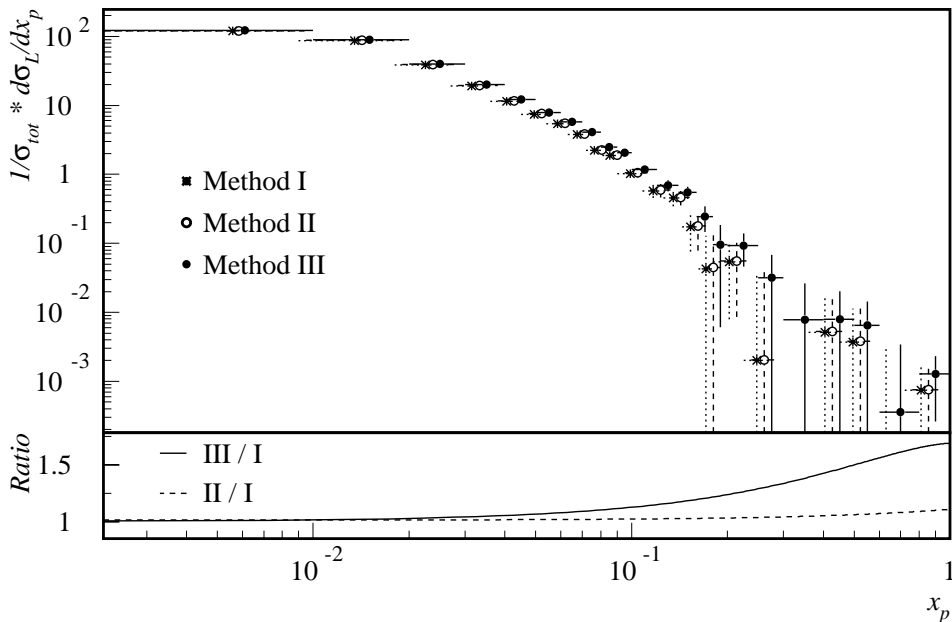 1/σ_tot * dσ_L/dx_p
10^2
10
1
10^-1
10^-2
10^-3
Method I
Method II
Method III
Ratio
1.5
1
III / I
II / I
10^-2
10^-1
1
x_p